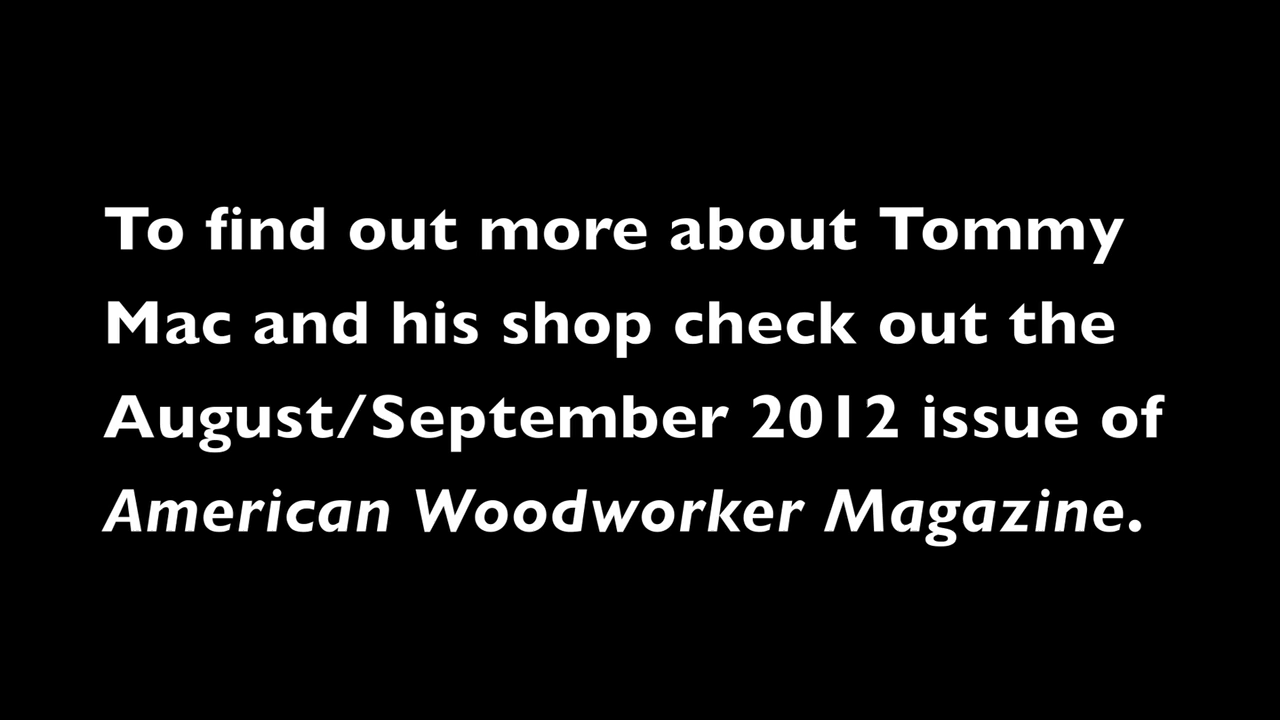 To find out more about Tommy
Mac and his shop check out the
August/September 2012 issue of
American Woodworker Magazine.